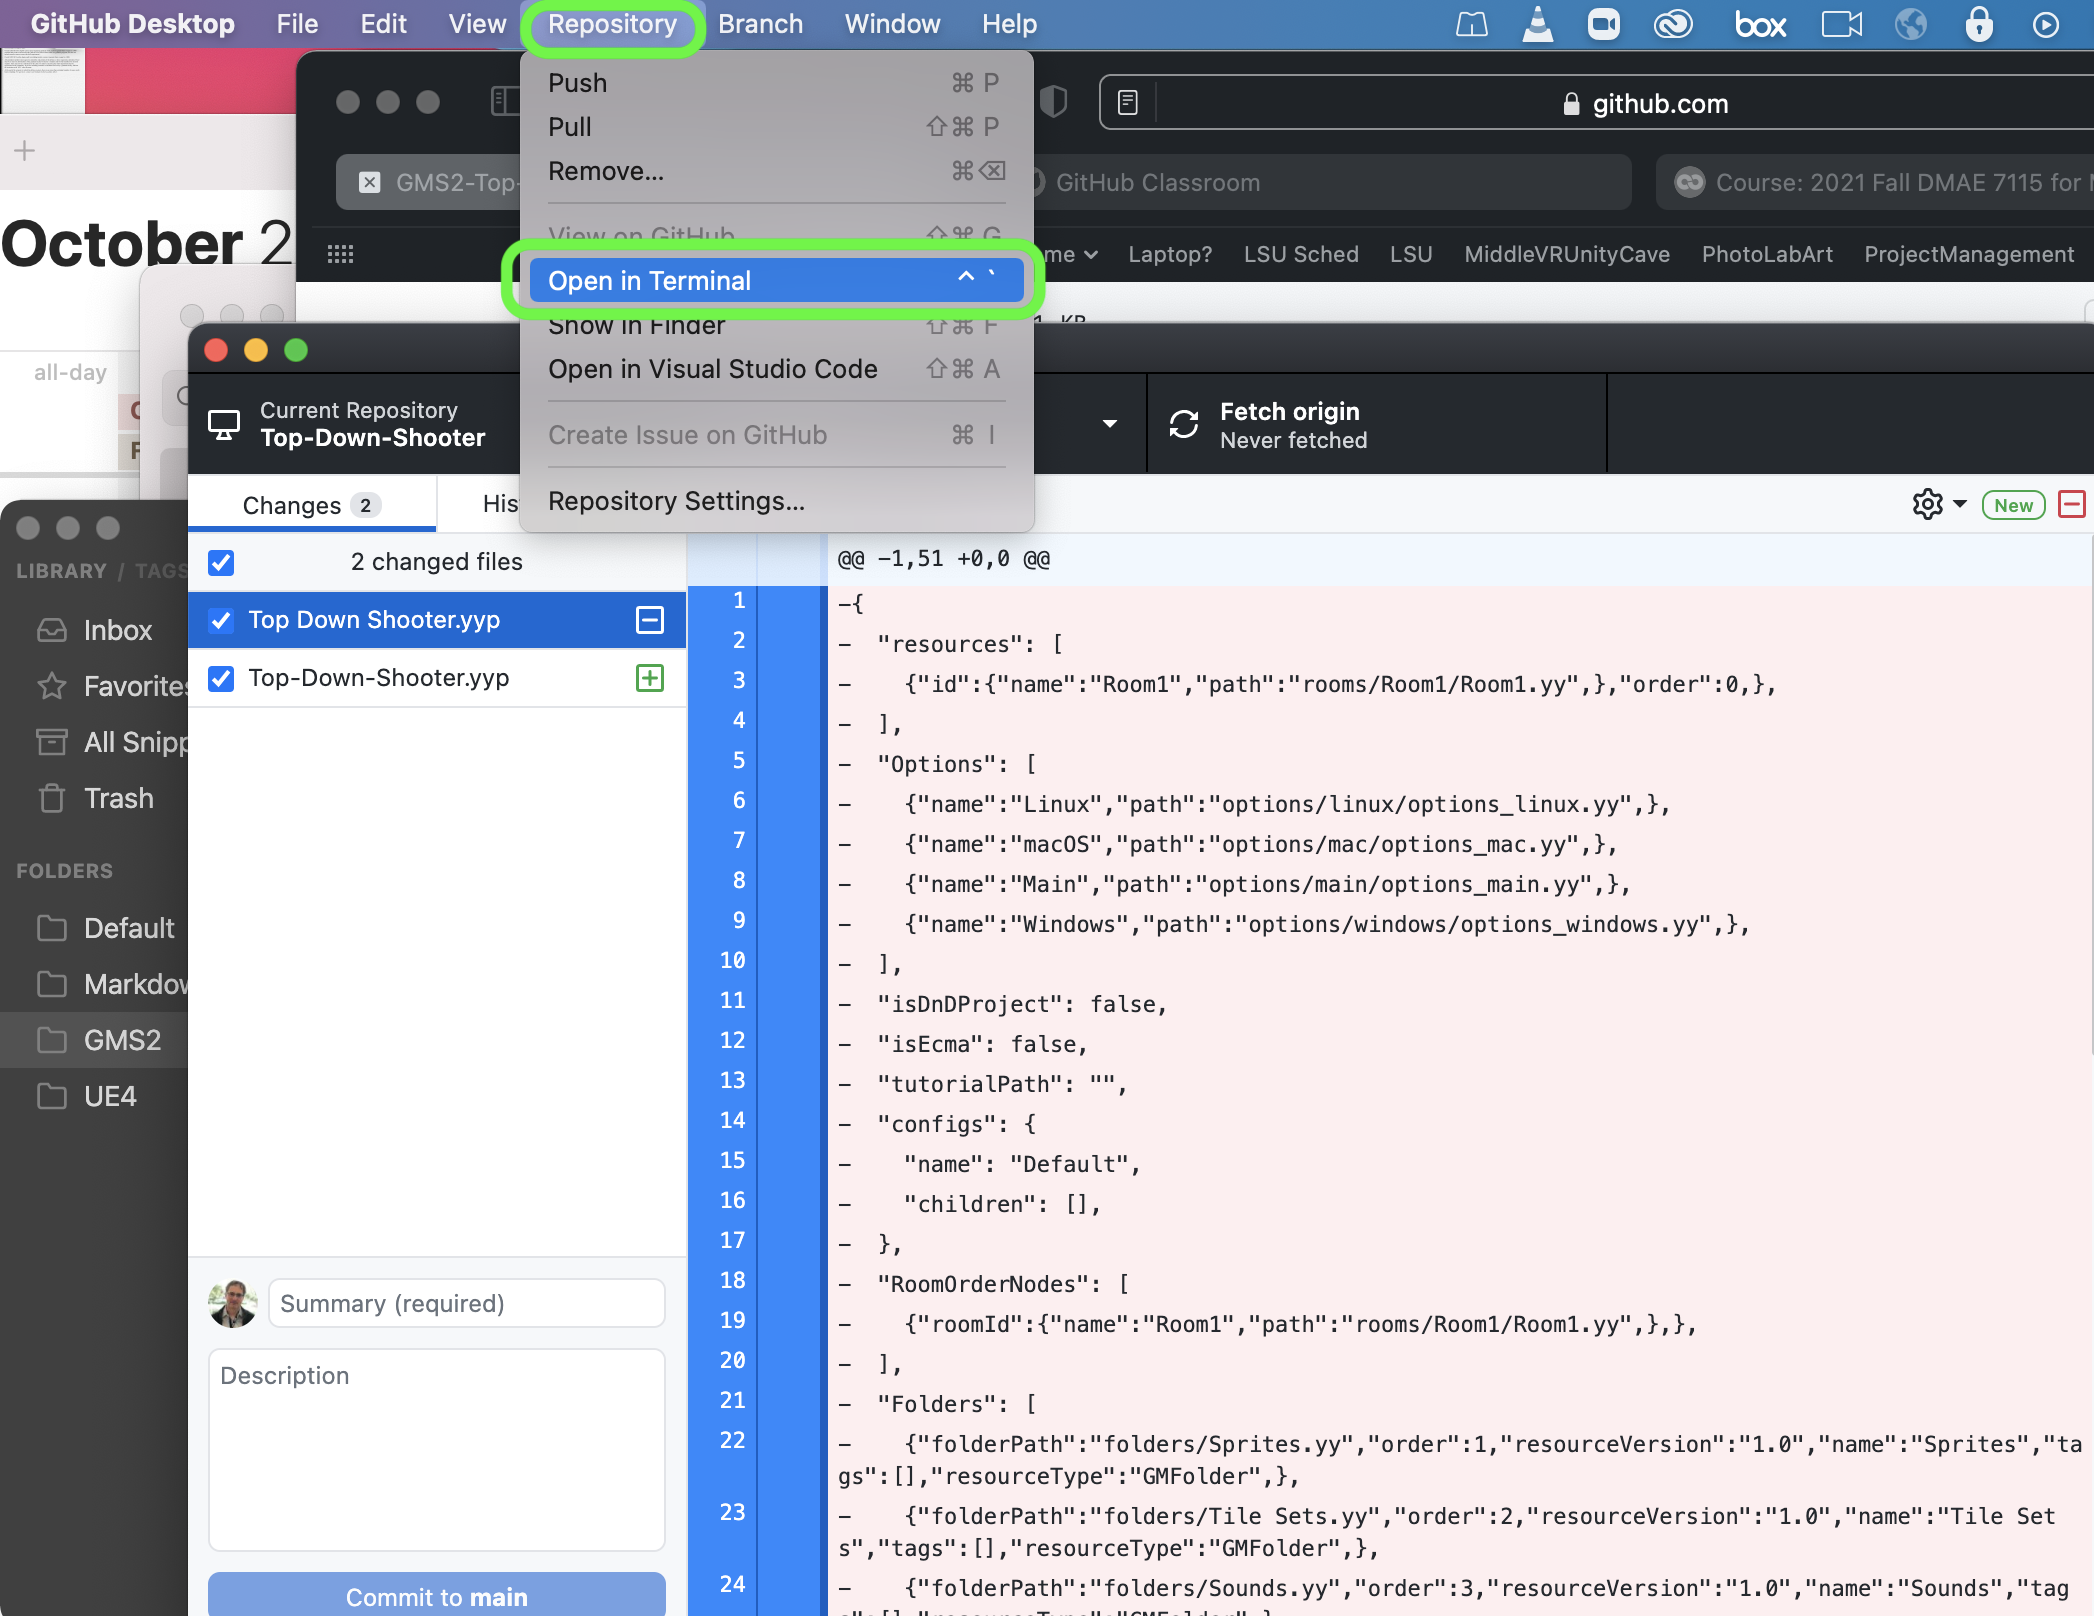 GitHub Desktop File Edit View Repository Branch Window Help
box
Push ⌘ P
Pull ⇧⌘ P
Remove... ⌘⌫
View on GitHub ⇧⌘ G
Open in Terminal ^ `
Show in Finder ⇧⌘ F
Open in Visual Studio Code ⇧⌘ A
Create Issue on GitHub ⌘ I
Repository Settings...
github.com
GMS2-Top- GitHub Classroom Course: 2021 Fall DMAE 7115 for
me Laptop? LSU Sched LSU MiddleVRUnityCave PhotoLabArt ProjectManagement
October 2
all-day
Current Repository
Top-Down-Shooter
Fetch origin
Never fetched
Changes 2 His
New
LIBRARY / TAGS
Inbox
Favorites
All Snipp
Trash
FOLDERS
Default
Markdow
GMS2
UE4
2 changed files
Top Down Shooter.yyp
Top-Down-Shooter.yyp
Summary (required)
Description
Commit to main
@@ -1,51 +0,0 @@
1 -{
2 - "resources": [
3 - {"id":{"name":"Room1","path":"rooms/Room1/Room1.yy",},"order":0,},
4 - ],
5 - "Options": [
6 - {"name":"Linux","path":"options/linux/options_linux.yy",},
7 - {"name":"macOS","path":"options/mac/options_mac.yy",},
8 - {"name":"Main","path":"options/main/options_main.yy",},
9 - {"name":"Windows","path":"options/windows/options_windows.yy",},
10 - ],
11 - "isDnDProject": false,
12 - "isEcma": false,
13 - "tutorialPath": "",
14 - "configs": {
15 - "name": "Default",
16 - "children": [],
17 - },
18 - "RoomOrderNodes": [
19 - {"roomId":{"name":"Room1","path":"rooms/Room1/Room1.yy",},},
20 - ],
21 - "Folders": [
22 - {"folderPath":"folders/Sprites.yy","order":1,"resourceVersion":"1.0","name":"Sprites","ta
gs":[],"resourceType":"GMFolder",},
23 - {"folderPath":"folders/Tile Sets.yy","order":2,"resourceVersion":"1.0","name":"Tile Set
s","tags":[],"resourceType":"GMFolder",},
24 - {"folderPath":"folders/Sounds.yy","order":3,"resourceVersion":"1.0","name":"Sounds","tag